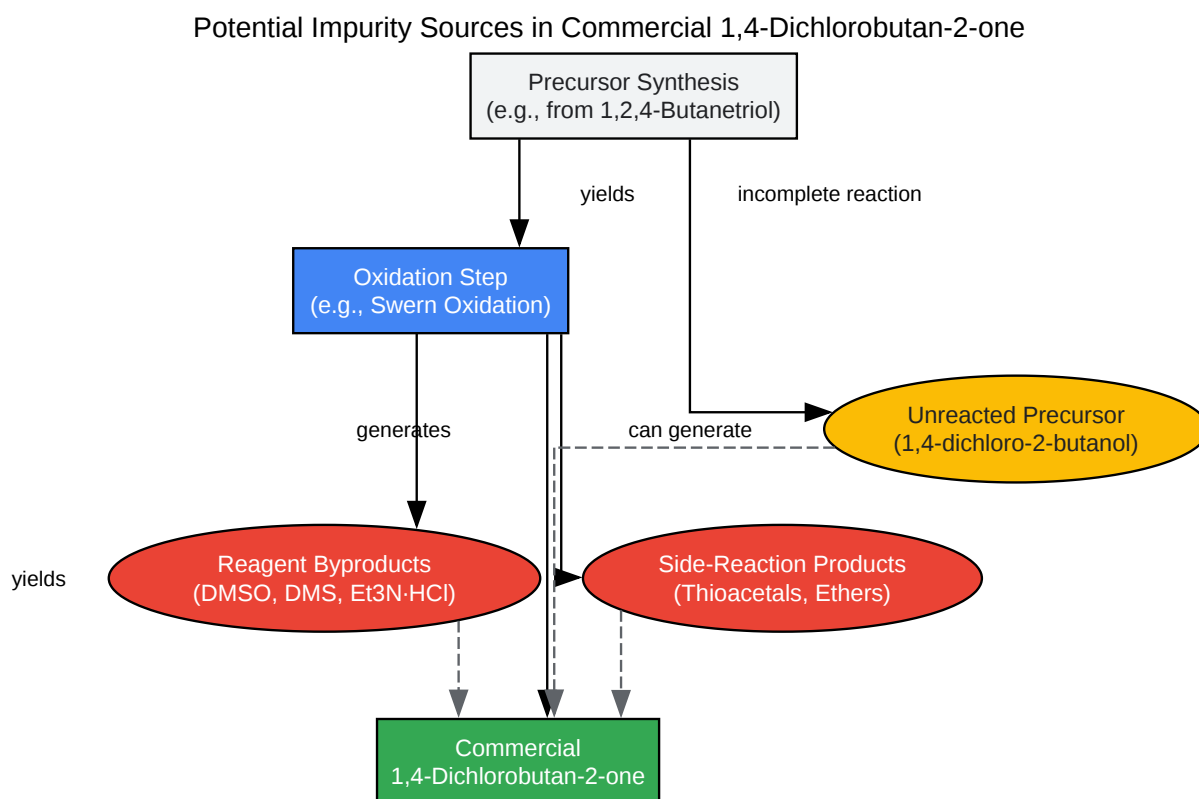 Potential Impurity Sources in Commercial 1,4-Dichlorobutan-2-one
Precursor Synthesis
(e.g., from 1,2,4-Butanetriol)
yields
incomplete reaction
Oxidation Step
(e.g., Swern Oxidation)
generates
can generate
Unreacted Precursor
(1,4-dichloro-2-butanol)
yields
Reagent Byproducts
(DMSO, DMS, Et3N·HCl)
Side-Reaction Products
(Thioacetals, Ethers)
Commercial
1,4-Dichlorobutan-2-one